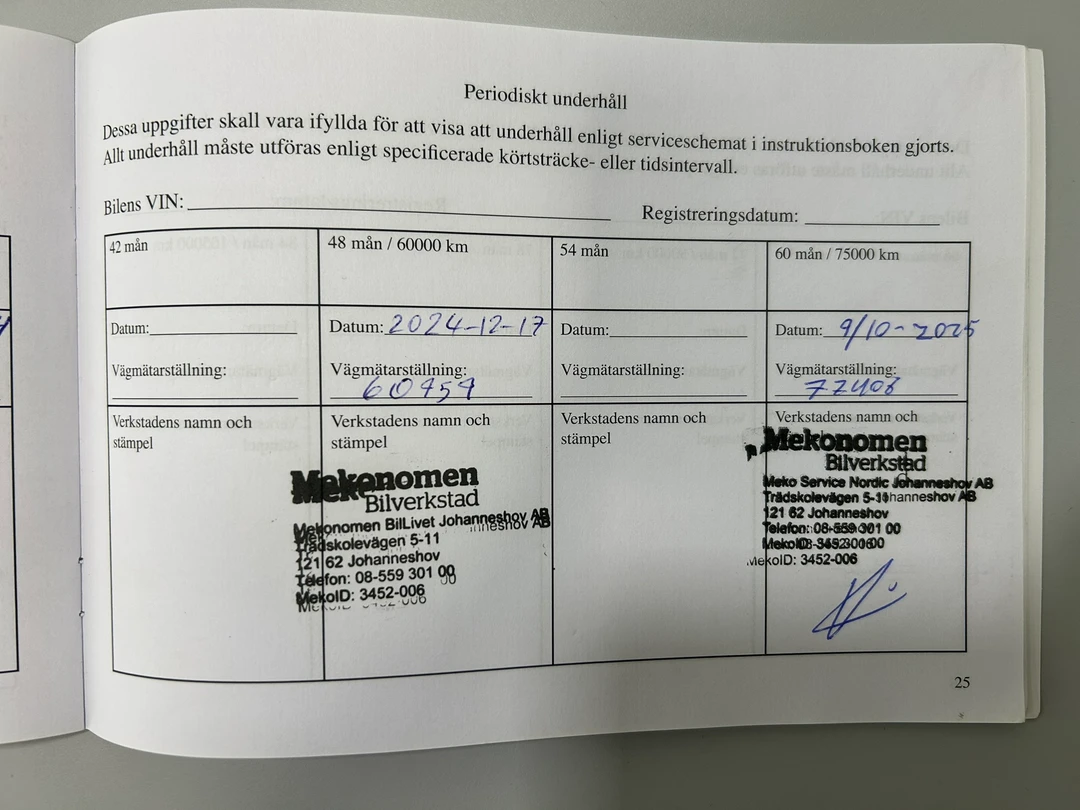 Periodiskt underhåll
Dessa uppgifter skall vara ifyllda för att visa att underhåll enligt serviceschemat i instruktionsboken gjorts.
Allt underhåll måste utföras enligt specificerade körtsträcke- eller tidsintervall.
Bilens VIN:
Registreringsdatum:
42 mån
48 mån / 60000 km
54 mån
60 mån / 75000 km
Datum:
Datum: 2024-12-17
Datum:
Datum: 9/10-2025
Vägmätarställning:
Vägmätarställning:
60959
Vägmätarställning:
Vägmätarställning:
77408
Verkstadens namn och
stämpel
Verkstadens namn och
stämpel
Mekonomen
Bilverkstad
Mekonomen BilLivet Johanneshov AB
Trädskolevägen 5-11
121 62 Johanneshov
Telefon: 08-559 301 00
MekoID: 3452-006
Verkstadens namn och
stämpel
Verkstadens namn och
Mekonomen
Bilverkstad
Meko Service Nordic Johanneshov AB
Trädskolevägen 5-11
121 62 Johanneshov
Telefon: 08-559 301 00
MekoID: 3452-006
25